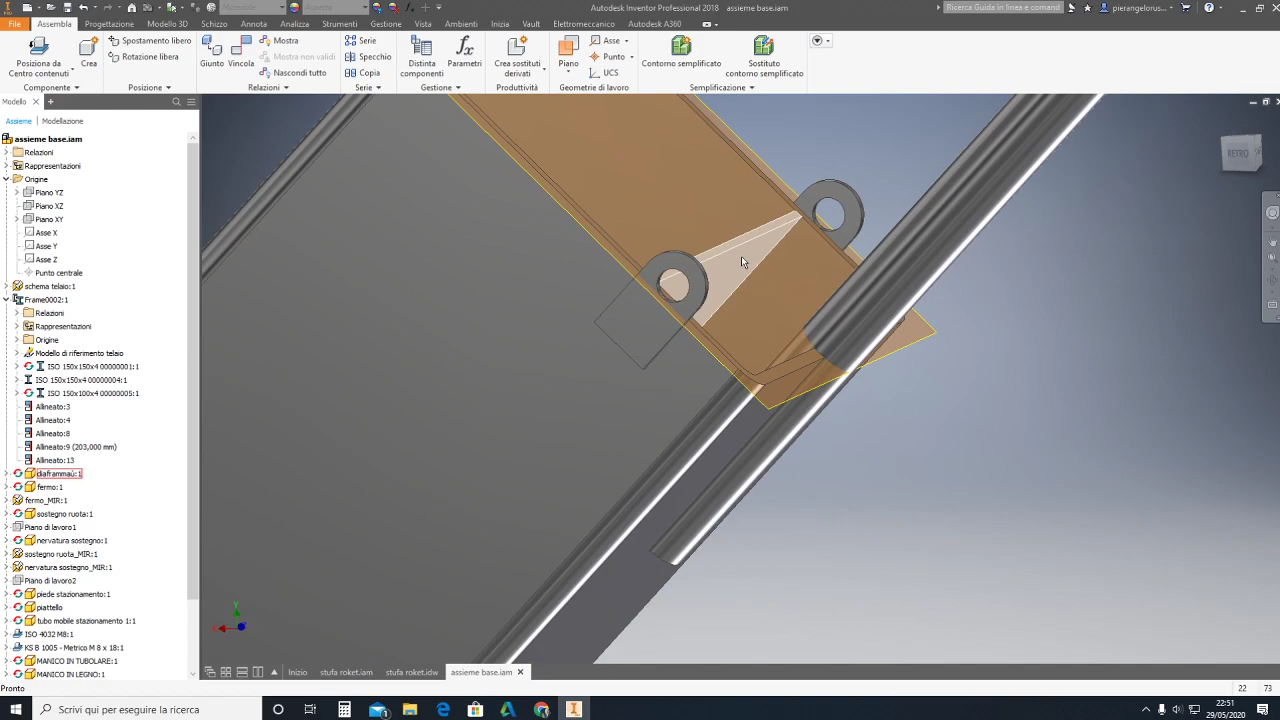 Autodesk Inventor Professional 2018 assieme base.iam
Ricerca Guida in linea e comand
pierangelorus...
File
Assembla
Progettazione
Modello 3D
Schizzo
Annota
Analizza
Strumenti
Gestione
Vista
Ambienti
Inizia
Vault
Elettromeccanico
Autodesk A360
Posiziona da
Centro contenuti
Crea
Spostamento libero
Rotazione libera
Giunto
Vincola
Mostra
Mostra non validi
Nascondi tutto
Serie
Specchio
Copia
Distinta
componenti
Parametri
Crea sostituti
derivati
Piano
Asse
Punto
UCS
Contorno semplificato
Sostituto
contorno semplificato
Componente
Posizione
Relazioni
Serie
Gestione
Produttività
Geometrie di lavoro
Semplificazione
Modello
Assieme
Modellazione
assieme base.iam
Relazioni
Rappresentazioni
Origine
Piano YZ
Piano XZ
Piano XY
Asse X
Asse Y
Asse Z
Punto centrale
schema telaio:1
Frame0002:1
Relazioni
Rappresentazioni
Origine
Modello di riferimento telaio
ISO 150x150x4 00000001:1
ISO 150x150x4 00000004:1
ISO 150x100x4 00000005:1
Allineato:3
Allineato:4
Allineato:8
Allineato:9 (203,000 mm)
Allineato:13
diaframmaù:1
fermo:1
fermo_MIR:1
sostegno ruota:1
Piano di lavoro1
nervatura sostegno:1
sostegno ruota_MIR:1
nervatura sostegno_MIR:1
Piano di lavoro2
piede stazionamento:1
piattello
tubo mobile stazionamento 1:1
ISO 4032 M8:1
KS B 1005 - Metrico M 8 x 18:1
MANICO IN TUBOLARE:1
MANICO IN LEGNO:1
RETRO
Y
Inizio
stufa roket.iam
stufa roket.idw
assieme base.iam
Pronto
22
73
Scrivi qui per eseguire la ricerca
22:51
29/05/2020